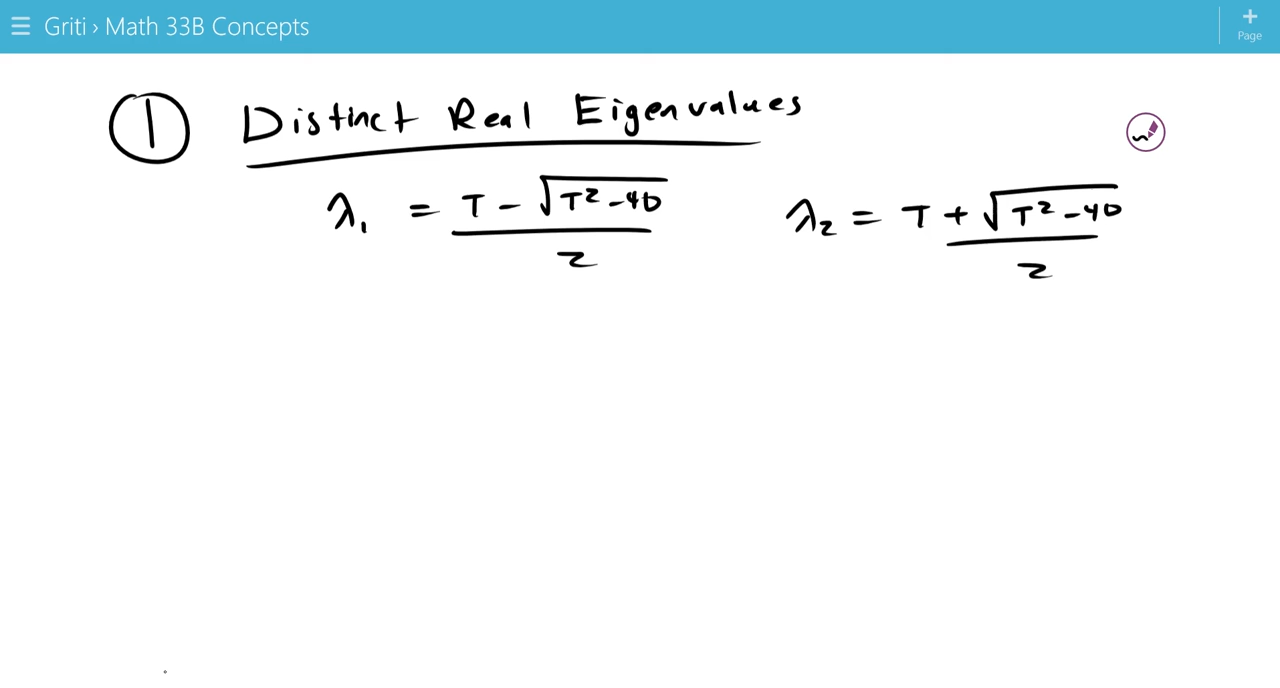 Griti › Math 33B Concepts
+
Page
① Distinct Real Eigenvalues
λ₁ = (T - √(T² - 4D)) / 2 λ₂ = (T + √(T² - 4D)) / 2